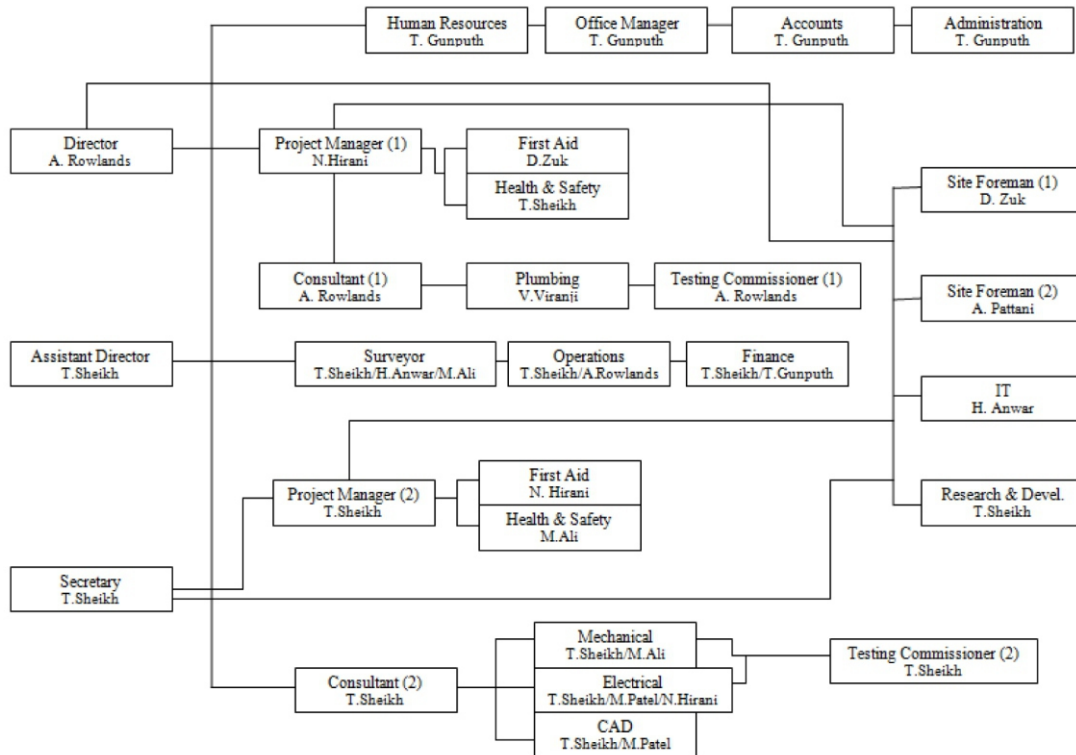 Human Resources
T. Gunputh
Office Manager
T. Gunputh
Accounts
T. Gunputh
Administration
T. Gunputh
Director
A. Rowlands
Project Manager (1)
N.Hirani
First Aid
D.Zuk
Health & Safety
T.Sheikh
Site Foreman (1)
D. Zuk
Consultant (1)
A. Rowlands
Plumbing
V.Viranji
Testing Commissioner (1)
A. Rowlands
Site Foreman (2)
A. Pattani
Assistant Director
T.Sheikh
Surveyor
T.Sheikh/H.Anwar/M.Ali
Operations
T.Sheikh/A.Rowlands
Finance
T.Sheikh/T.Gunputh
IT
H. Anwar
Project Manager (2)
T.Sheikh
First Aid
N. Hirani
Health & Safety
M.Ali
Research & Devel.
T.Sheikh
Secretary
T.Sheikh
Consultant (2)
T.Sheikh
Mechanical
T.Sheikh/M.Ali
Electrical
T.Sheikh/M.Patel/N.Hirani
CAD
T.Sheikh/M.Patel
Testing Commissioner (2)
T.Sheikh